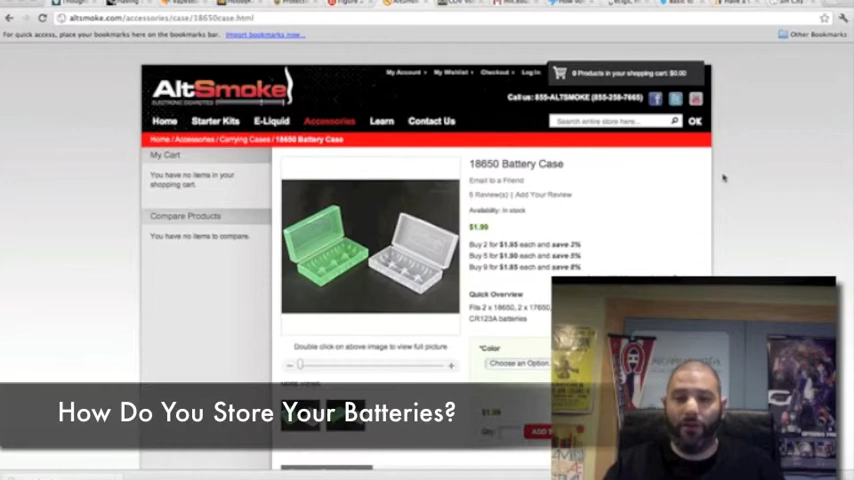 altsmoke.com/accessories/case/18650case.html
For quick access, place your bookmarks here on the bookmarks bar. Import bookmarks now...
Other Bookmarks
My Account
My Wishlist
Checkout
Log In
0 Products in your shopping cart: $0.00
AltSmoke
ELECTRONIC CIGARETTES
Call us: 855-ALTSMOKE (855-258-7665)
Home
Starter Kits
E-Liquid
Accessories
Learn
Contact Us
Search entire store here...
OK
Home / Accessories / Carrying Cases / 18650 Battery Case
My Cart
You have no items in your
shopping cart.
Compare Products
You have no items to compare.
18650 Battery Case
Email to a Friend
6 Review(s) | Add Your Review
Availability: In stock
$1.99
Buy 2 for $1.95 each and save 2%
Buy 5 for $1.90 each and save 5%
Buy 9 for $1.85 each and save 8%
Quick Overview
Fits 2 x 18650, 2 x 17650,
CR123A batteries
Double click on above image to view full picture
*Color
Choose an Option.
MORE VIEWS
$1.99
Qty:
How Do You Store Your Batteries?